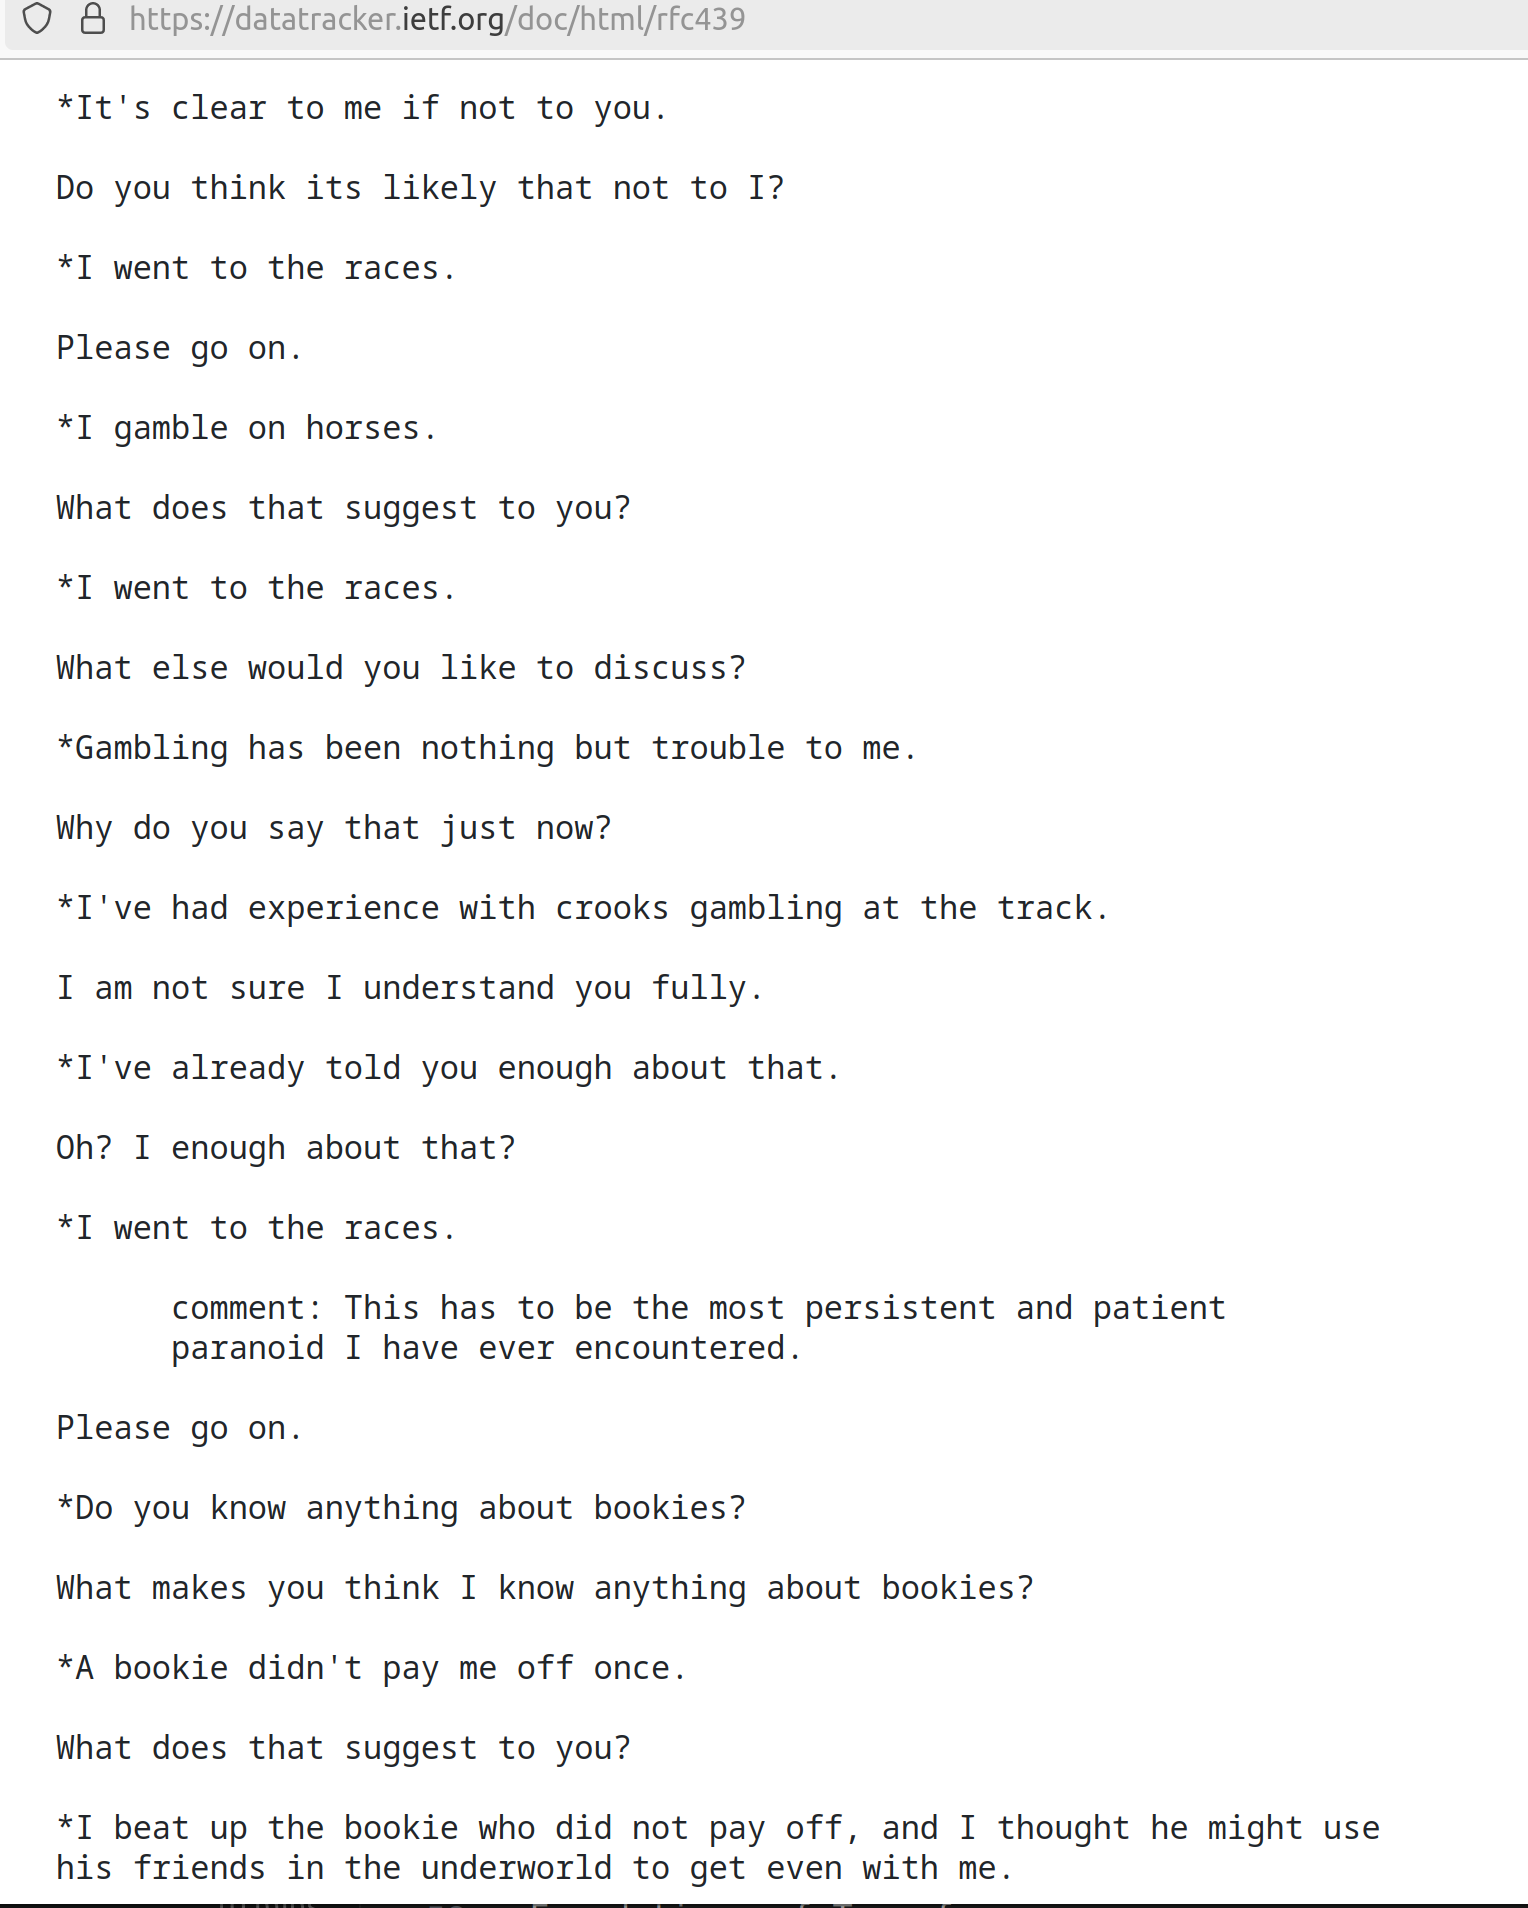 https://datatracker.ietf.org/doc/html/rfc439
*It's clear to me if not to you.
Do you think its likely that not to I?
*I went to the races.
Please go on.
*I gamble on horses.
What does that suggest to you?
*I went to the races.
What else would you like to discuss?
*Gambling has been nothing but trouble to me.
Why do you say that just now?
*I've had experience with crooks gambling at the track.
I am not sure I understand you fully.
*I've already told you enough about that.
Oh? I enough about that?
*I went to the races.
comment: This has to be the most persistent and patient
paranoid I have ever encountered.
Please go on.
*Do you know anything about bookies?
What makes you think I know anything about bookies?
*A bookie didn't pay me off once.
What does that suggest to you?
*I beat up the bookie who did not pay off, and I thought he might use
his friends in the underworld to get even with me.